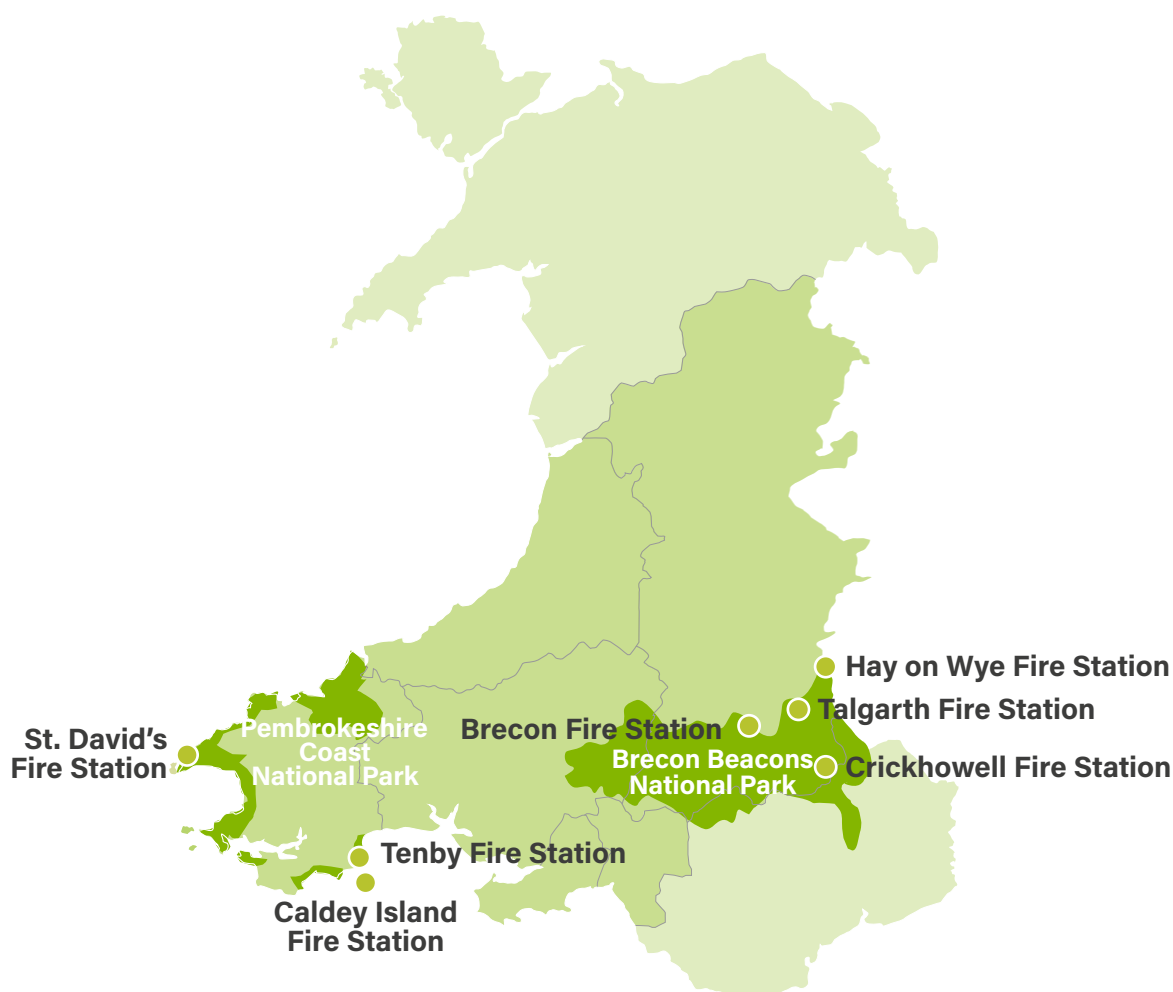 Hay on Wye Fire Station
Talgarth Fire Station
Brecon Fire Station
Pembrokeshire
Coast
National Park
St. David's
Fire Station
Brecon Beacons
National Park
Crickhowell Fire Station
Tenby Fire Station
Caldey Island
Fire Station